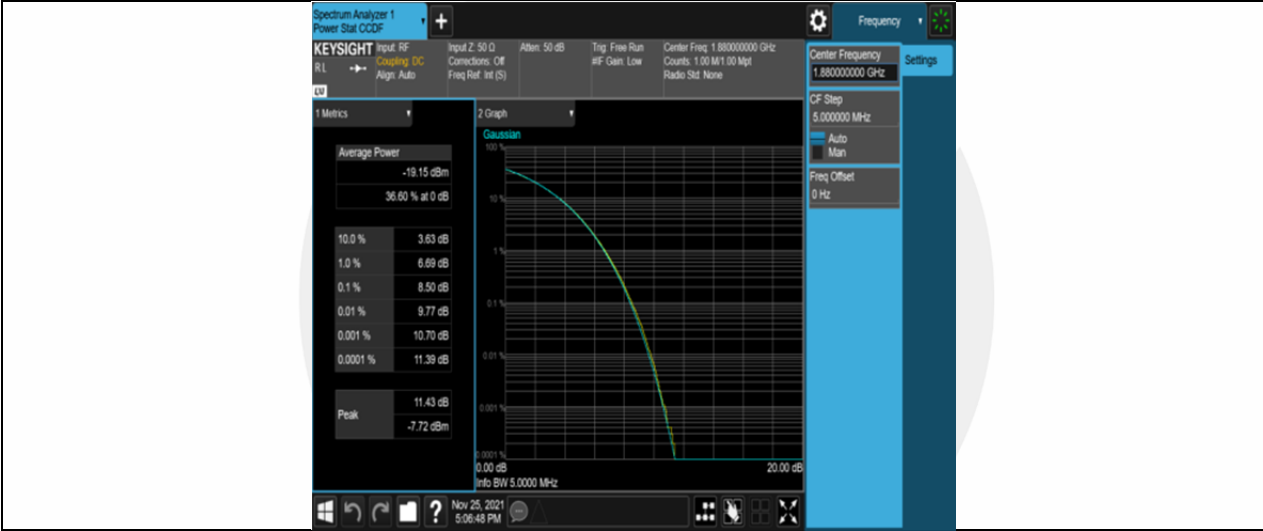 Spectrum Analyzer 1
Power Stat CCDF
+
Frequency
KEYSIGHT
RL
LV
Input: RF
Coupling: DC
Align: Auto
Input Z: 50 Ω
Corrections: Off
Freq Ref: Int (S)
Atten: 50 dB
Trig: Free Run
#IF Gain: Low
Center Freq: 1.880000000 GHz
Counts: 1.00 M/1.00 Mpt
Radio Std: None
Center Frequency
1.880000000 GHz
Settings
CF Step
5.000000 MHz
Auto
Man
Freq Offset
0 Hz
1 Metrics
Average Power
-19.15 dBm
36.60 % at 0 dB
10.0 % 3.63 dB
1.0 % 6.69 dB
0.1 % 8.50 dB
0.01 % 9.77 dB
0.001 % 10.70 dB
0.0001 % 11.39 dB
Peak
11.43 dB
-7.72 dBm
2 Graph
Gaussian
100 %
10 %
1 %
0.1 %
0.01 %
0.001 %
0.0001 %
0.00 dB 20.00 dB
Info BW 5.0000 MHz
?
Nov 25, 2021
5:06:48 PM